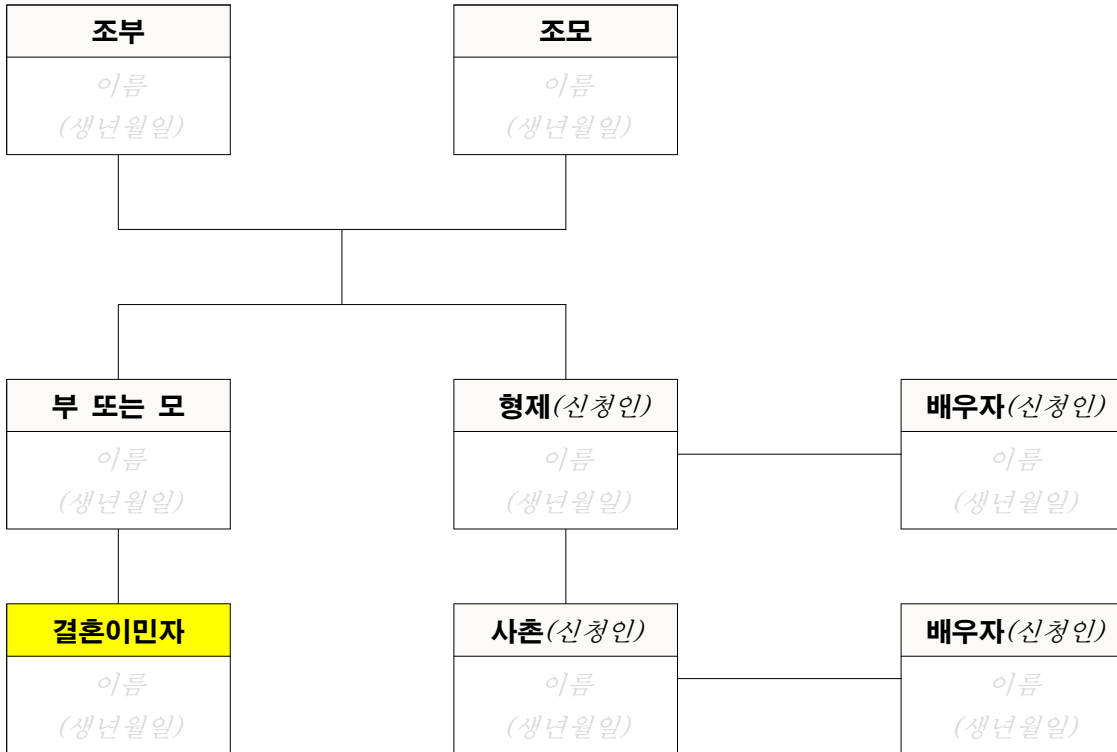 조부
조모
이름
(생년월일)
이름
(생년월일)
부 또는 모
형제(신청인)
배우자(신청인)
이름
(생년월일)
이름
(생년월일)
이름
(생년월일)
결혼이민자
사촌(신청인)
배우자(신청인)
이름
(생년월일)
이름
(생년월일)
이름
(생년월일)